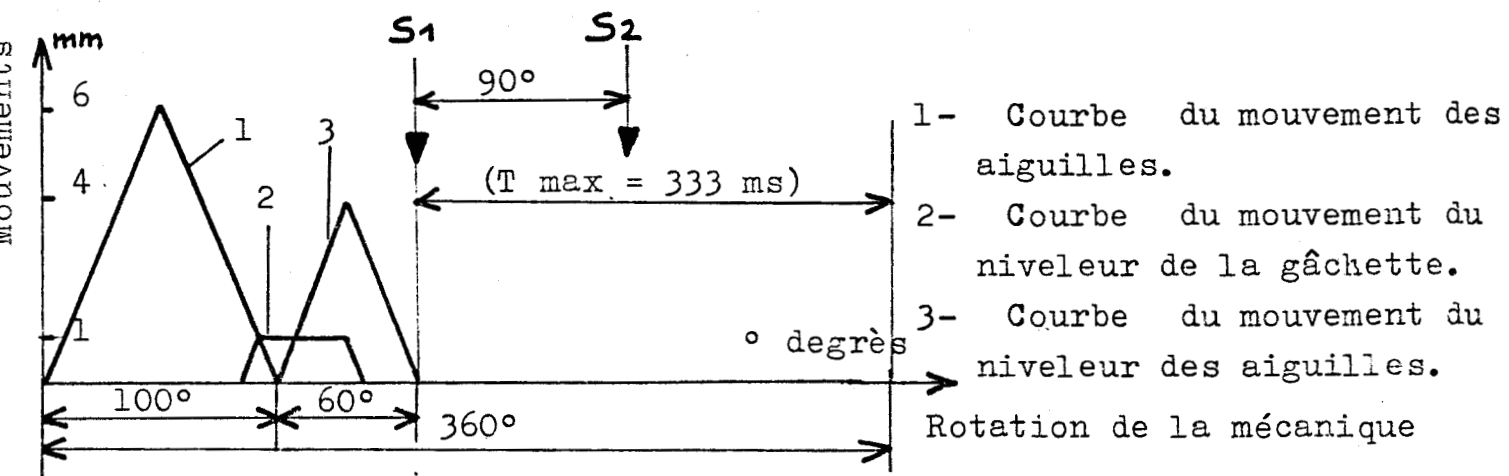 Mouvements
mm
S1
S2
90°
6
1
3
4
(T max = 333 ms)
2
1
° degrès
100°
60°
360°
Rotation de la mécanique
1- Courbe du mouvement des
aiguilles.
2- Courbe du mouvement du
niveleur de la gâchette.
3- Courbe du mouvement du
niveleur des aiguilles.